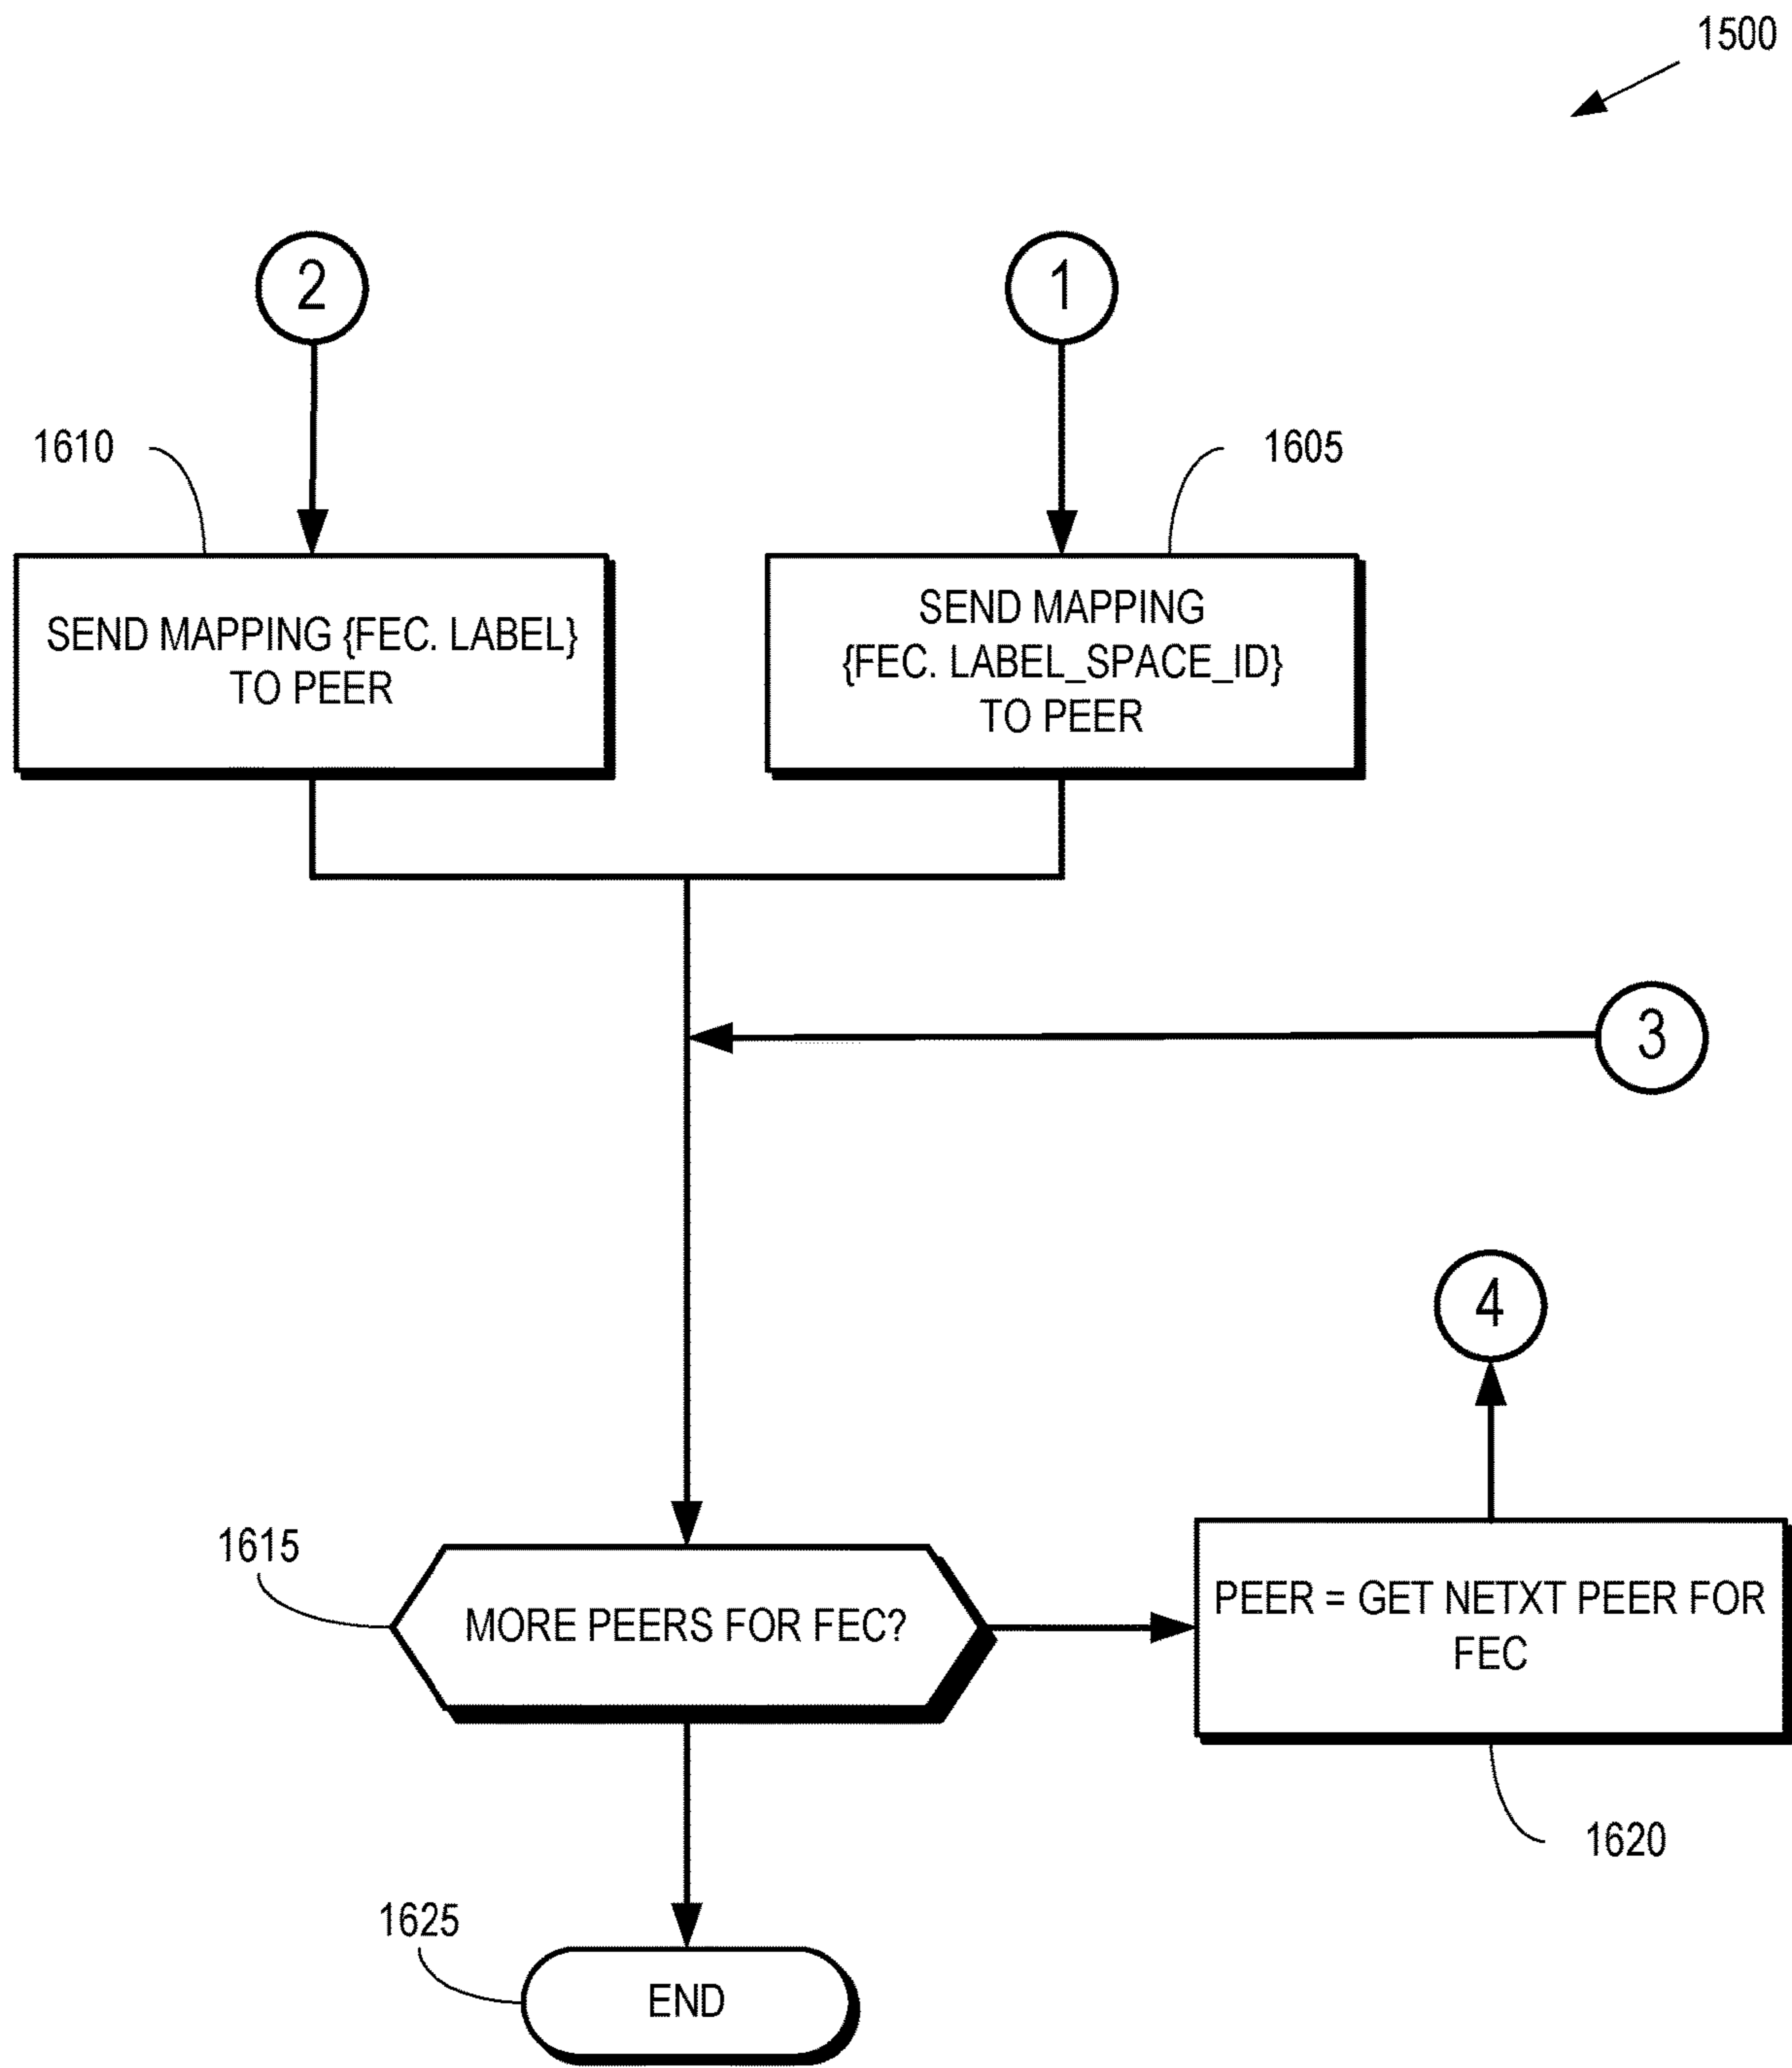 1500
2
1
1610
1605
SEND MAPPING {FEC. LABEL}
TO PEER
SEND MAPPING
{FEC. LABEL_SPACE_ID}
TO PEER
3
4
1615
MORE PEERS FOR FEC?
PEER = GET NETXT PEER FOR
FEC
1620
1625
END